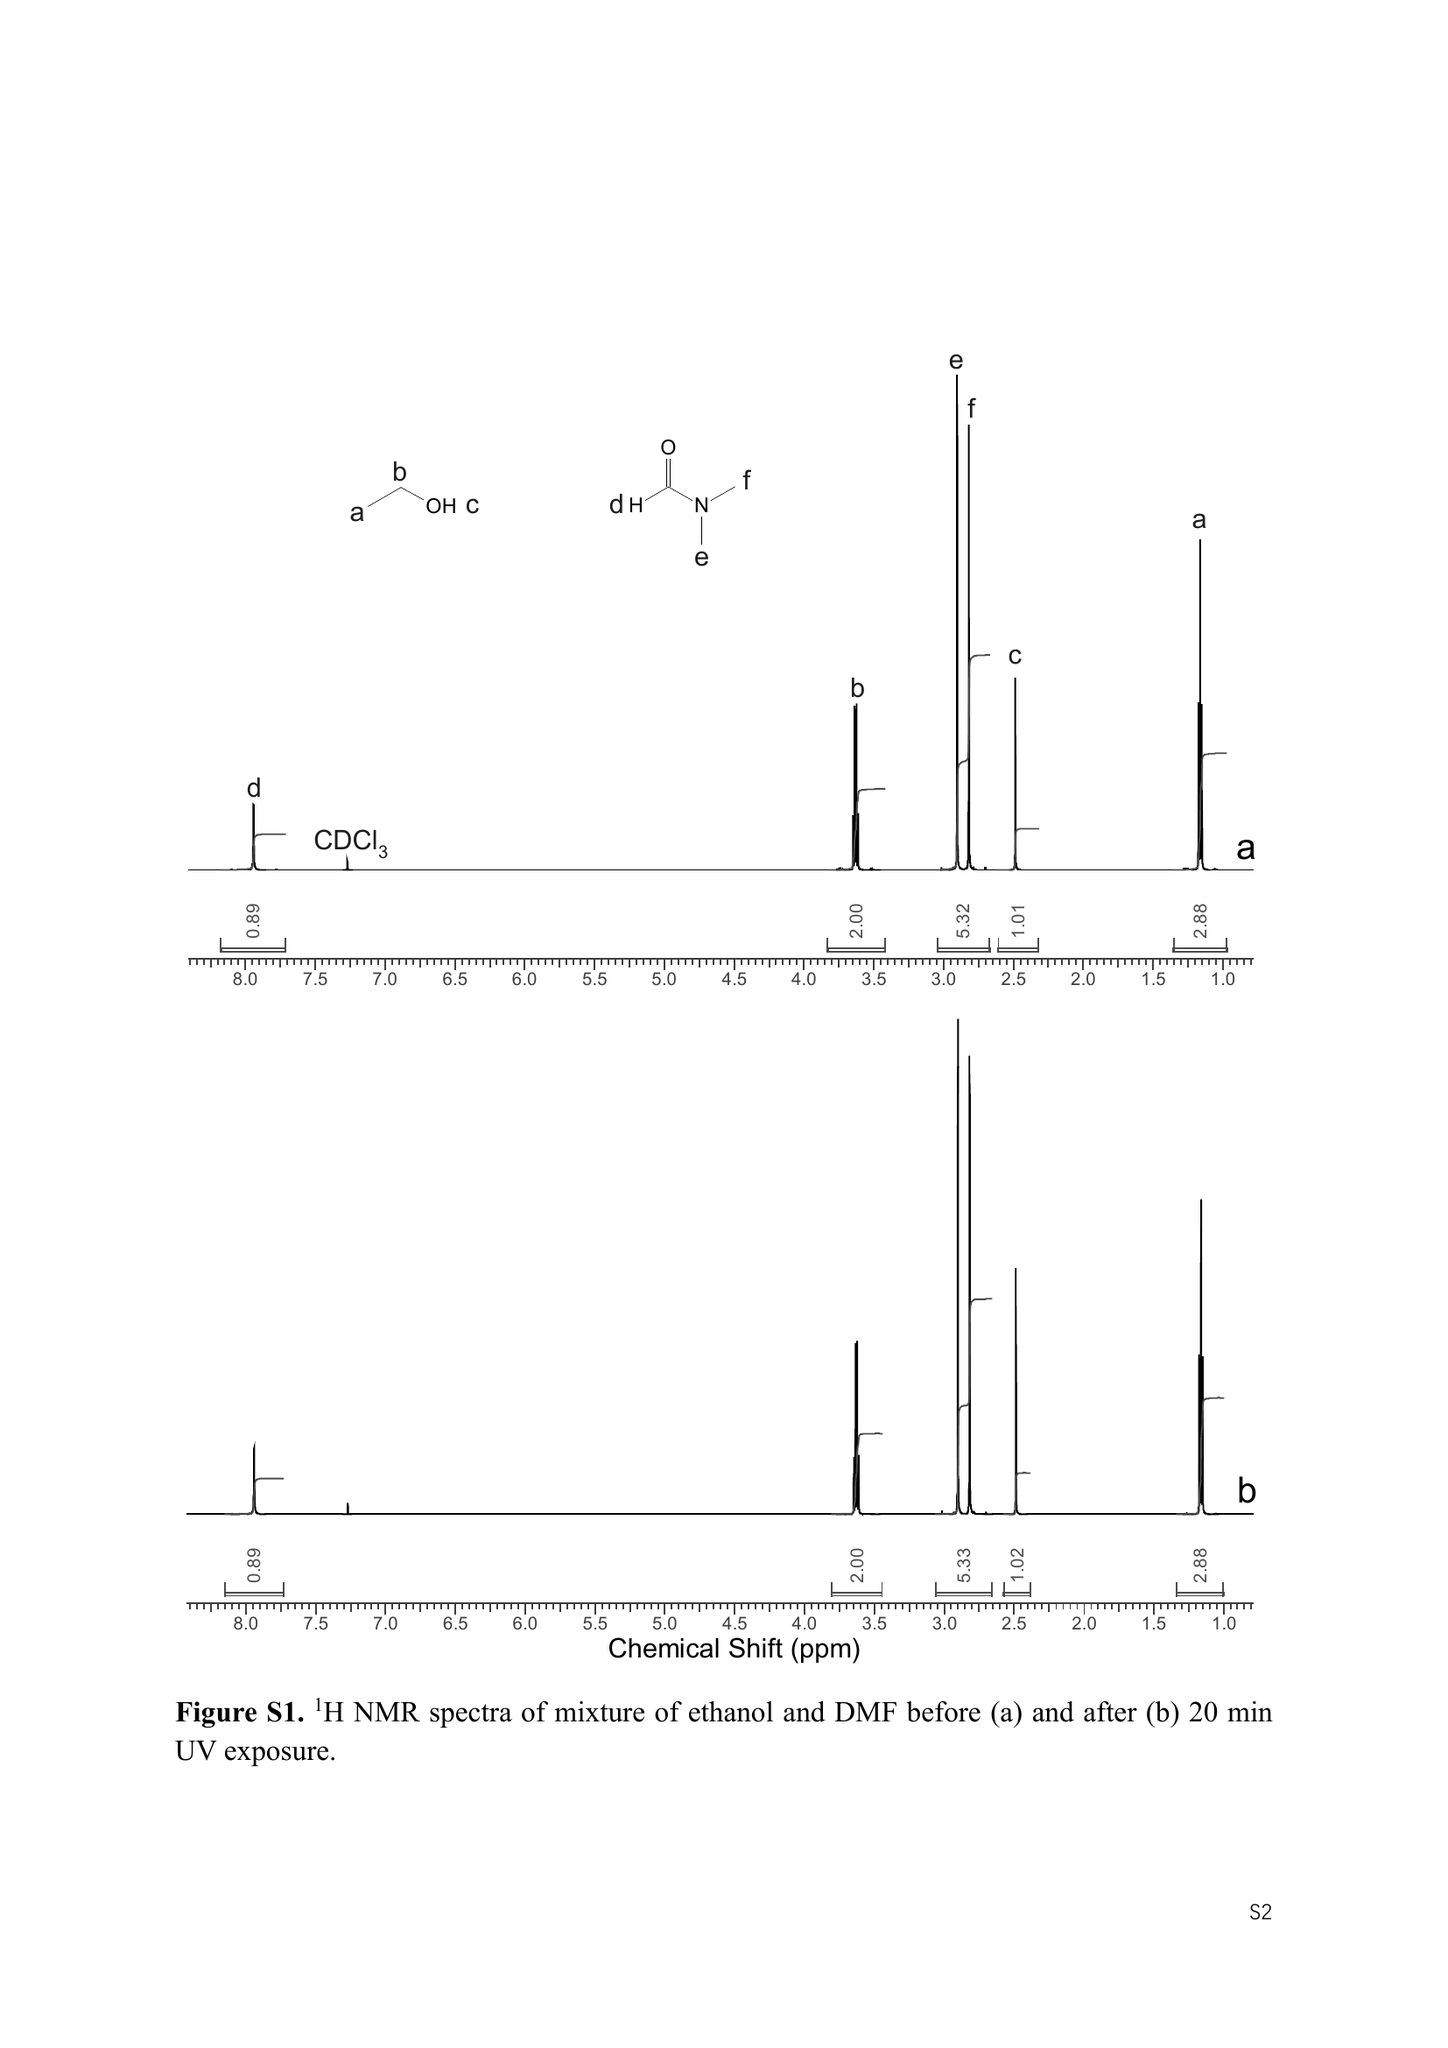 e
f
O
b
f
a
OH c
d H
N
a
e
c
b
d
CDCl3
a
0.89
2.00
5.32
1.01
2.88
8.0 7.5 7.0 6.5 6.0 5.5 5.0 4.5 4.0 3.5 3.0 2.5 2.0 1.5 1.0
b
0.89
2.00
5.33
1.02
2.88
8.0 7.5 7.0 6.5 6.0 5.5 5.0 4.5 4.0 3.5 3.0 2.5 2.0 1.5 1.0
Chemical Shift (ppm)
Figure S1. 1H NMR spectra of mixture of ethanol and DMF before (a) and after (b) 20 min
UV exposure.
S2